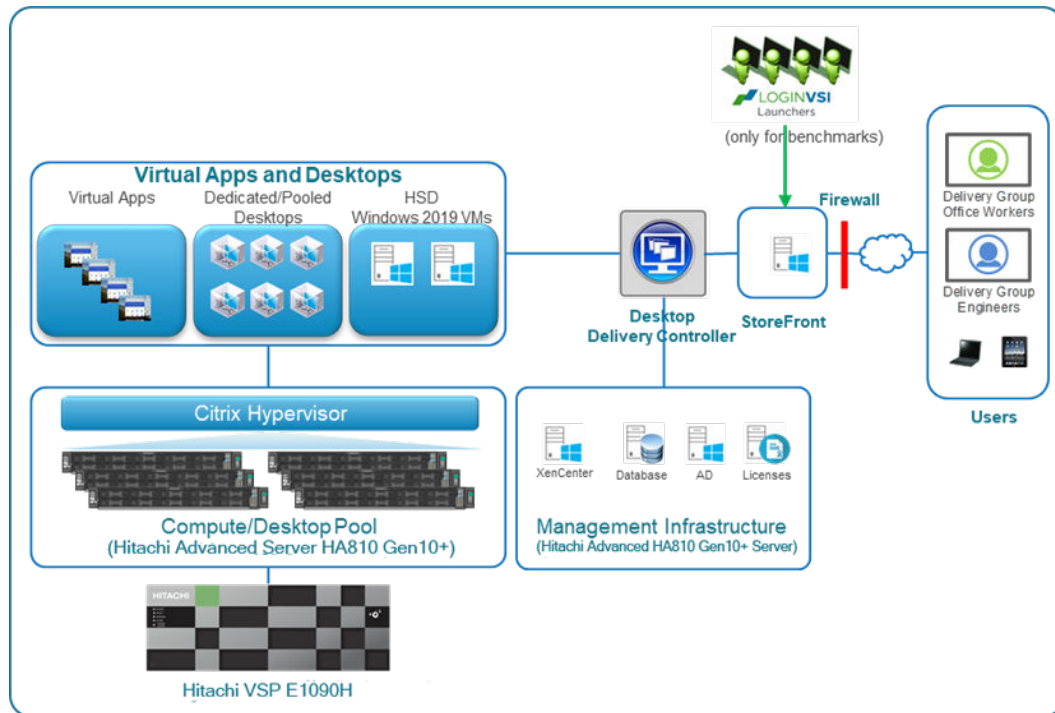 LOGINVSI
Launchers
(only for benchmarks)
Virtual Apps and Desktops
Virtual Apps
Dedicated/Pooled
Desktops
HSD
Windows 2019 VMs
Firewall
Delivery Group
Office Workers
Delivery Group
Engineers
Users
Desktop
Delivery Controller
StoreFront
Citrix Hypervisor
Compute/Desktop Pool
(Hitachi Advanced Server HA810 Gen10+)
XenCenter
Database
AD
Licenses
Management Infrastructure
(Hitachi Advanced HA810 Gen10+ Server)
HITACHI
Hitachi VSP E1090H